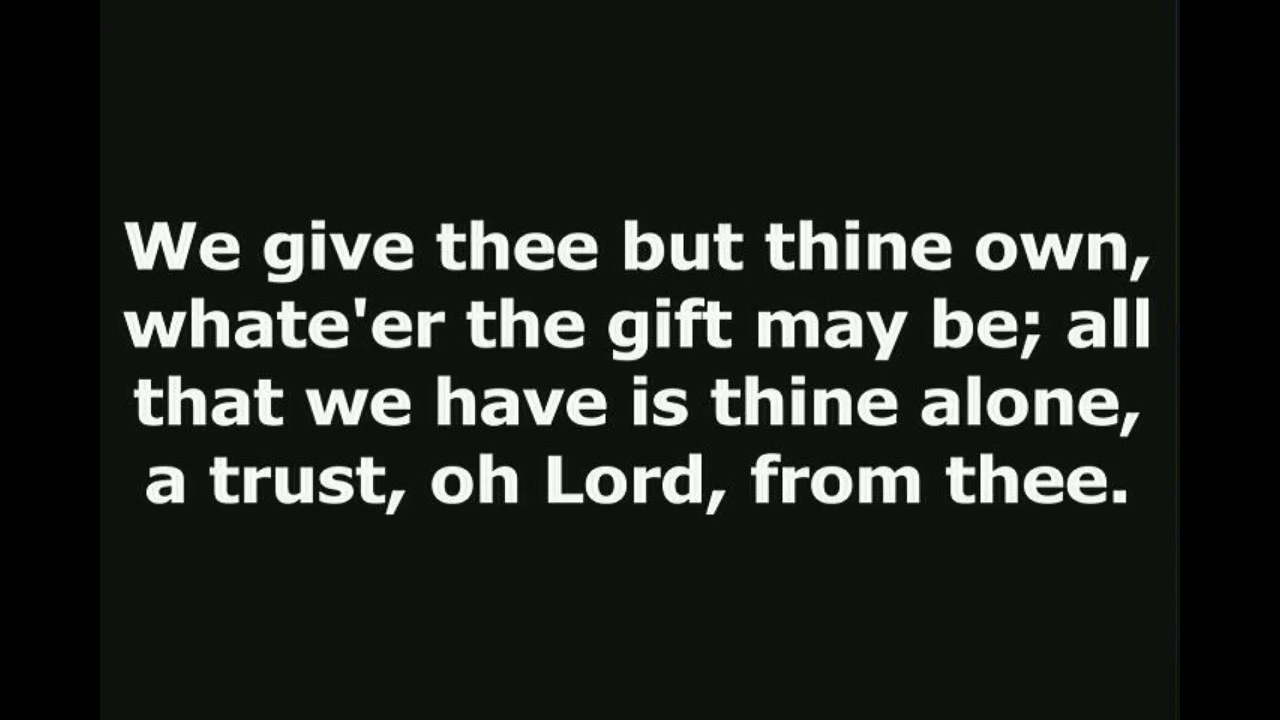 We give thee but thine own,
whate'er the gift may be; all
that we have is thine alone,
a trust, oh Lord, from thee.